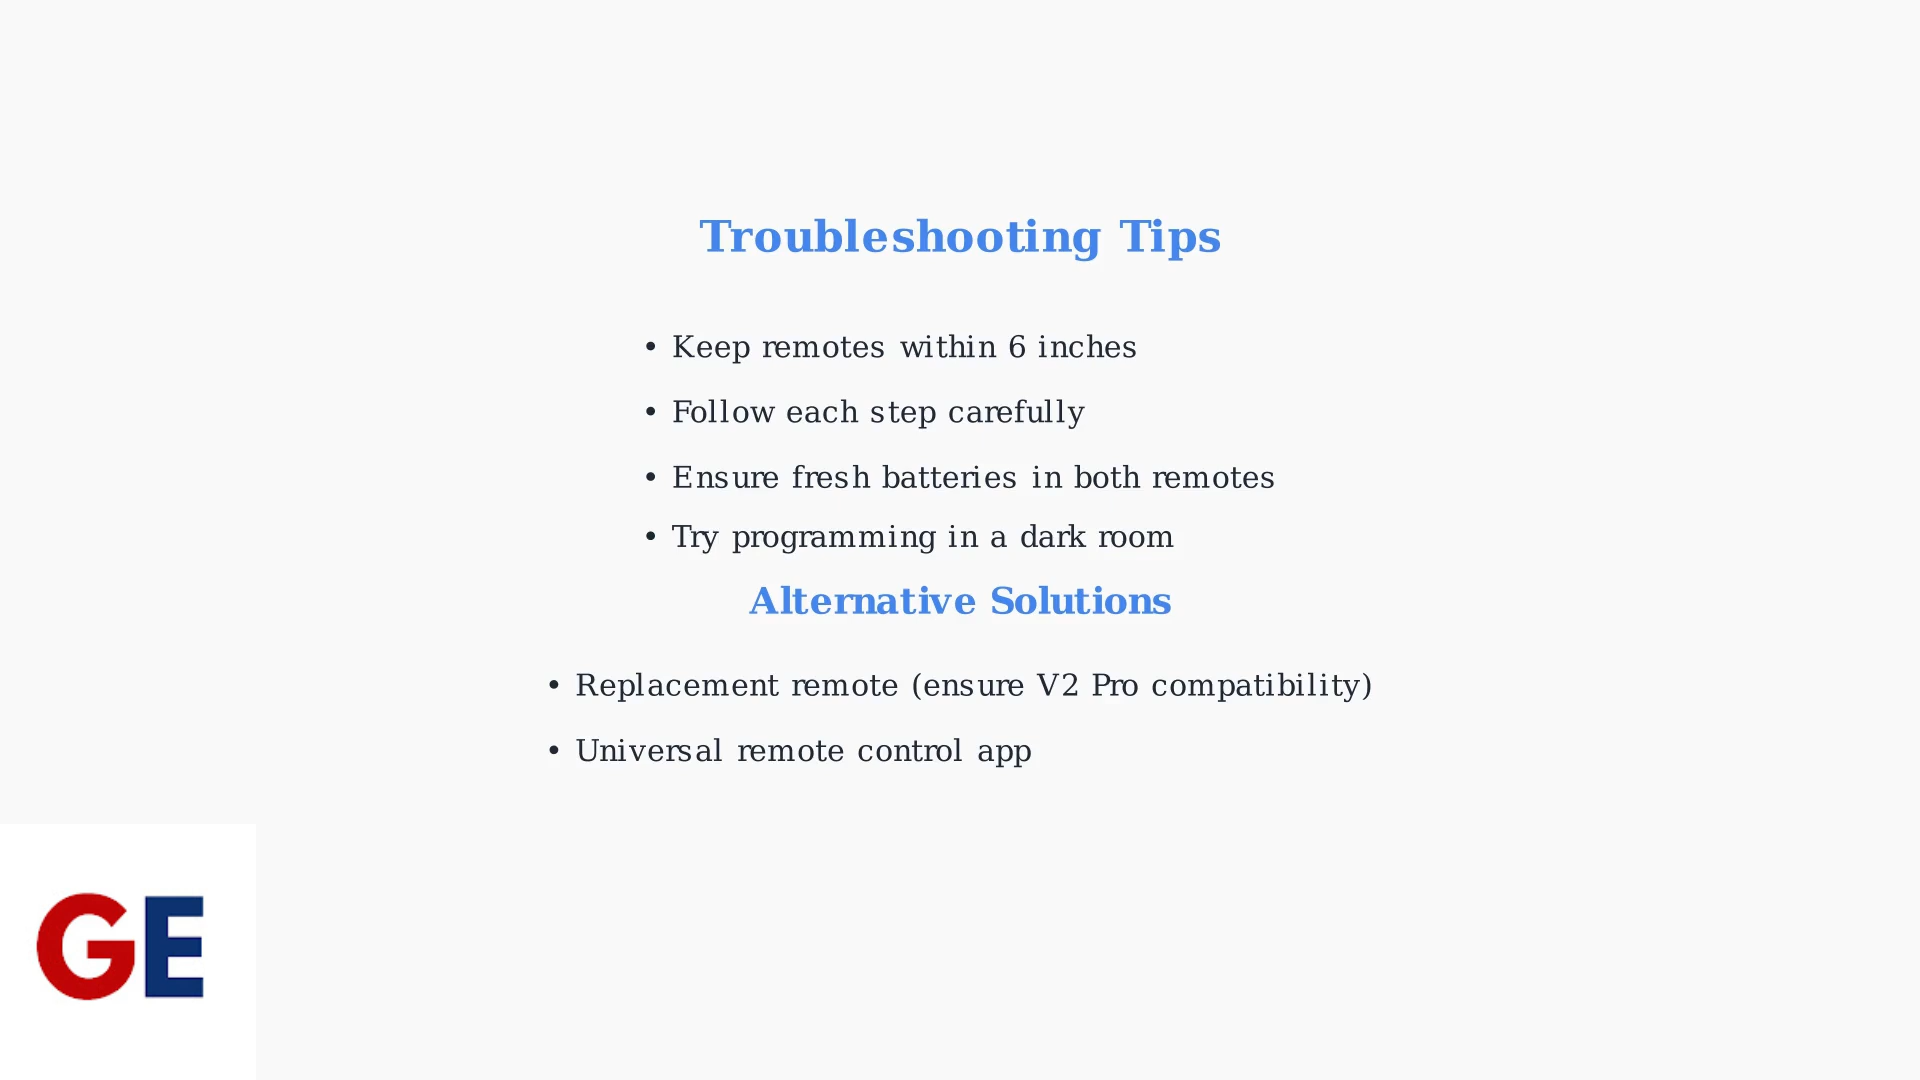 Troubleshooting Tips
• Keep remotes within 6 inches
• Follow each step carefully
• Ensure fresh batteries in both remotes
• Try programming in a dark room
Alternative Solutions
• Replacement remote (ensure V2 Pro compatibility)
• Universal remote control app
GE